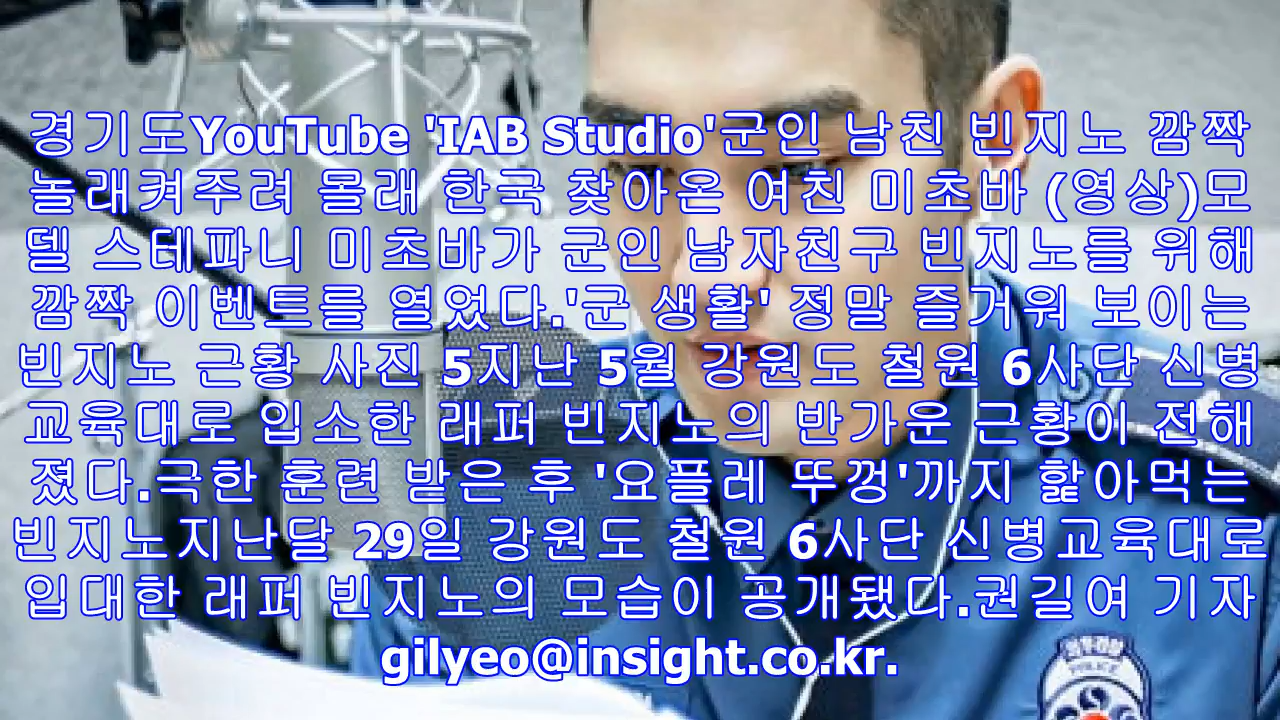 경기도YouTube 'IAB Studio'군인 남친 빈지노 깜짝
놀래켜주려 몰래 한국 찾아온 여친 미초바 (영상)모
델 스테파니 미초바가 군인 남자친구 빈지노를 위해
깜짝 이벤트를 열었다.'군 생활' 정말 즐거워 보이는
빈지노 근황 사진 5지난 5월 강원도 철원 6사단 신병
교육대로 입소한 래퍼 빈지노의 반가운 근황이 전해
졌다.극한 훈련 받은 후 '요플레 뚜껑'까지 핥아먹는
빈지노지난달 29일 강원도 철원 6사단 신병교육대로
입대한 래퍼 빈지노의 모습이 공개됐다.권길여 기자
gilyeo@insight.co.kr.
POLICE